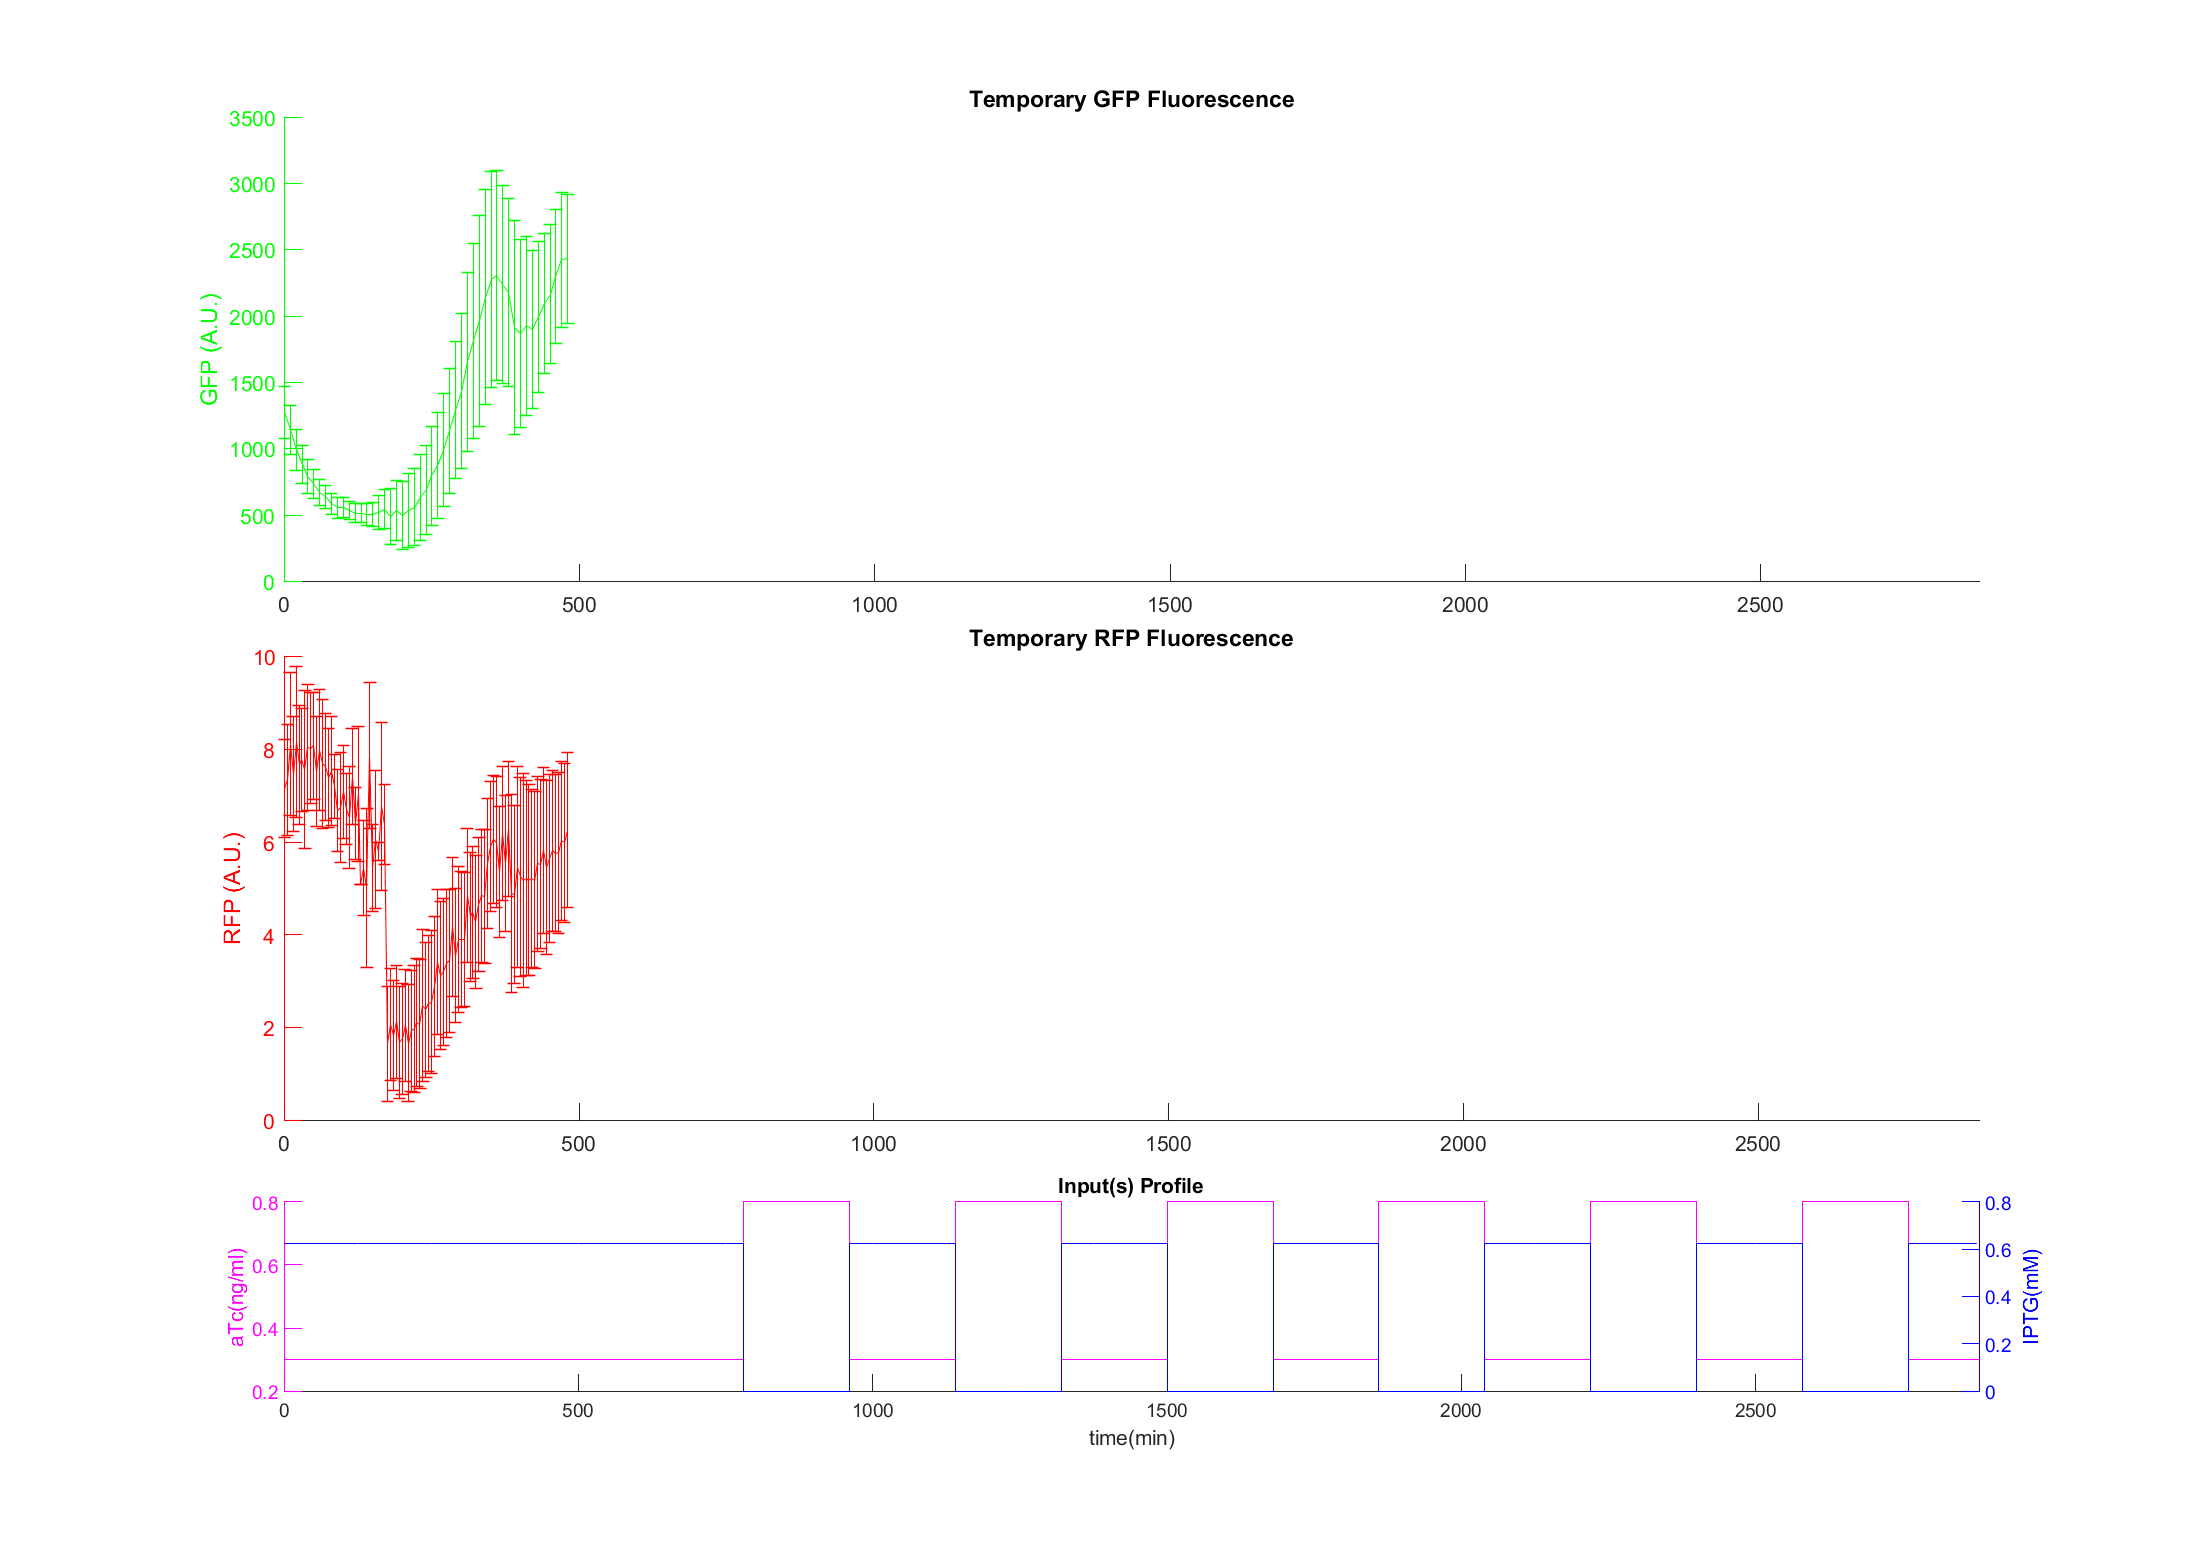 Temporary GFP Fluorescence
3500
3000
2500
2000
1500
1000
500
0
GFP (A.U.)
0 500 1000 1500 2000 2500
Temporary RFP Fluorescence
10
8
6
4
2
0
RFP (A.U.)
0 500 1000 1500 2000 2500
Input(s) Profile
0.8
0.6
0.4
0.2
aTc(ng/ml)
0.8
0.6
0.4
0.2
0
IPTG(mM)
0 500 1000 1500 2000 2500
time(min)